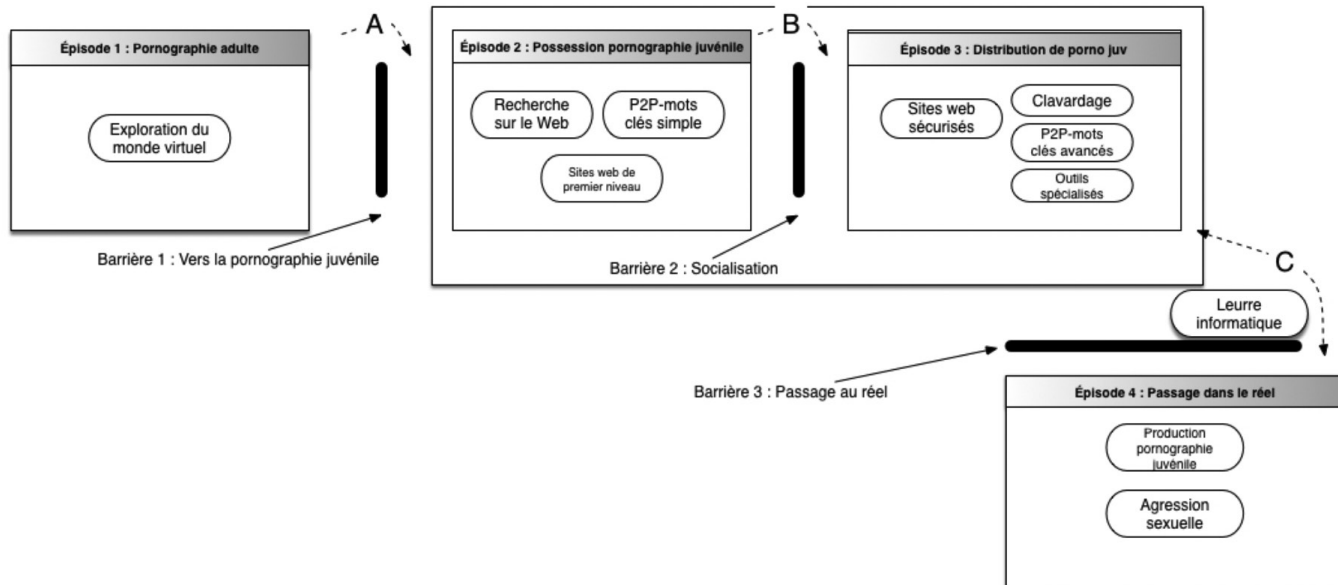 A
B
Épisode 1 : Pornographie adulte
Épisode 2 : Possession pornographie juvénile
Épisode 3 : Distribution de porno juv
Exploration du
monde virtuel
Recherche
sur le Web
P2P-mots
clés simple
Sites web de
premier niveau
Sites web
sécurisés
Clavardage
P2P-mots
clés avancés
Outils
spécialisés
Barrière 1 : Vers la pornographie juvénile
Barrière 2 : Socialisation
C
Leurre
informatique
Barrière 3 : Passage au réel
Épisode 4 : Passage dans le réel
Production
pornographie
juvénile
Agression
sexuelle